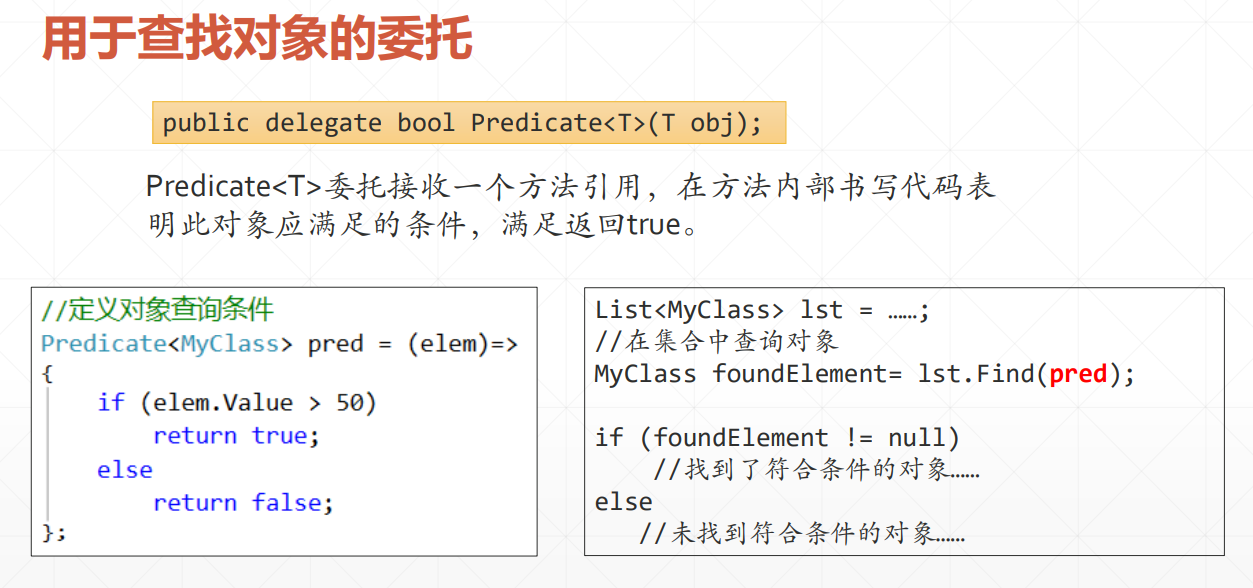 用于查找对象的委托
public delegate bool Predicate<T>(T obj);
Predicate<T>委托接收一个方法引用，在方法内部书写代码表
明此对象应满足的条件，满足返回true。
//定义对象查询条件
Predicate<MyClass> pred = (elem)=>
{
if (elem.Value > 50)
return true;
else
return false;
};
List<MyClass> lst = ……;
//在集合中查询对象
MyClass foundElement= lst.Find(pred);
if (foundElement != null)
//找到了符合条件的对象……
else
//未找到符合条件的对象……